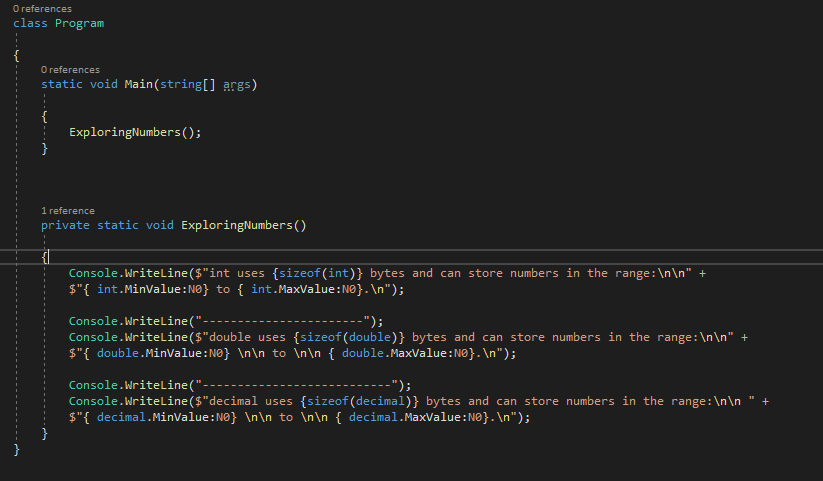 0 references
class Program
{
0 references
static void Main(string[] args)
{
ExploringNumbers();
}
1 reference
private static void ExploringNumbers()
{
Console.WriteLine($"int uses {sizeof(int)} bytes and can store numbers in the range:\n\n" +
$"{ int.MinValue:N0} to { int.MaxValue:N0}.\n");
Console.WriteLine("-----------------------");
Console.WriteLine($"double uses {sizeof(double)} bytes and can store numbers in the range:\n\n" +
$"{ double.MinValue:N0} \n\n to \n\n { double.MaxValue:N0}.\n");
Console.WriteLine("---------------------------");
Console.WriteLine($"decimal uses {sizeof(decimal)} bytes and can store numbers in the range:\n\n " +
$"{ decimal.MinValue:N0} \n\n to \n\n { decimal.MaxValue:N0}.\n");
}
}